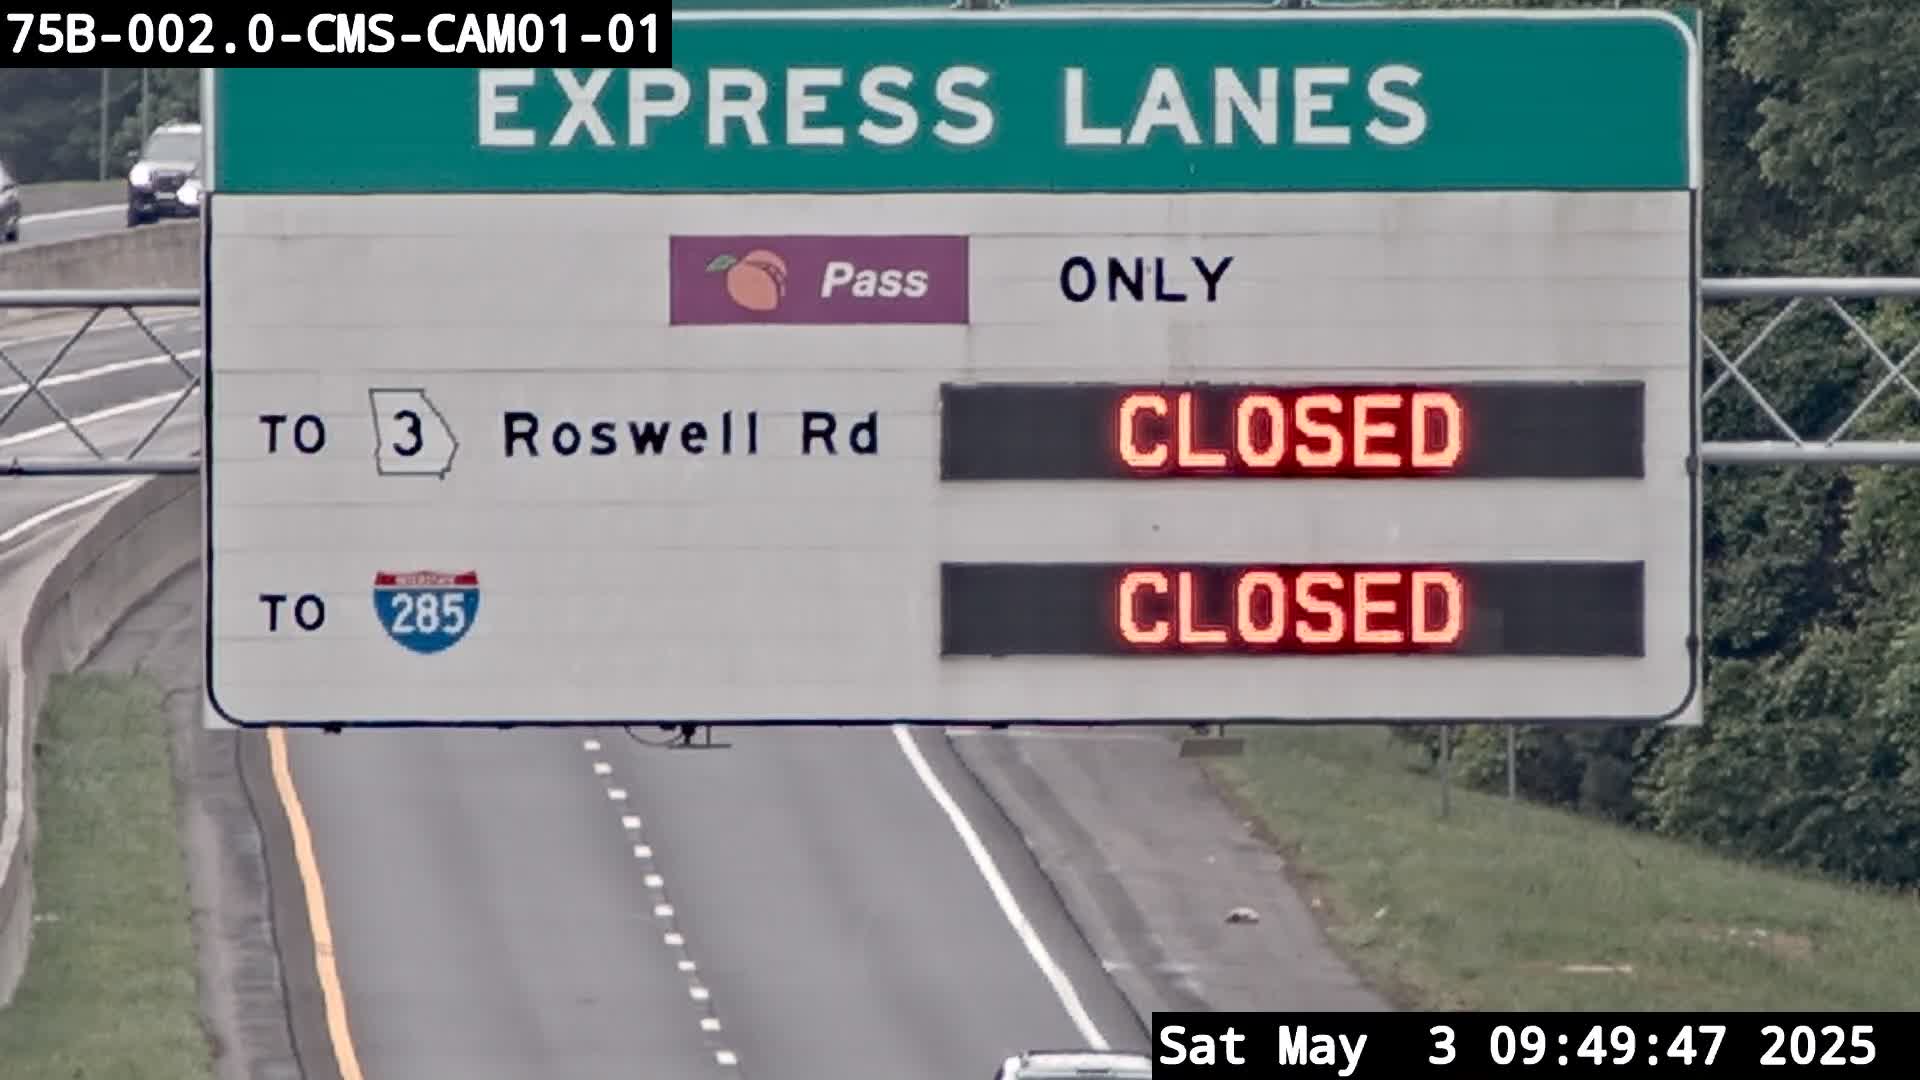 75B-002.0-CMS-CAM01-01
EXPRESS LANES
Pass ONLY
TO 3 Roswell Rd CLOSED
TO INTERSTATE 285 CLOSED
Sat May 3 09:49:47 2025